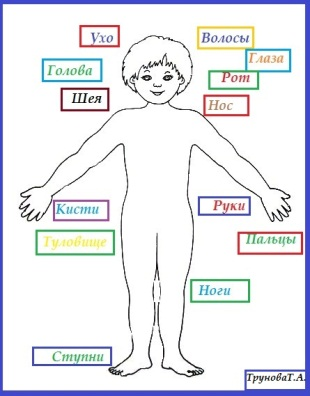 Ухо
Волосы
Глаза
Голова
Рот
Шея
Нос
Кисти
Руки
Туловище
Пальцы
Ноги
Ступни
ТруноваТ.А.